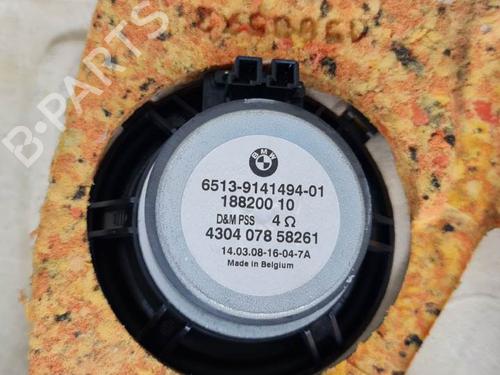 B-PARTS
BMW
6513-9141494-01
188200 10
D&M PSS 4 Ω
4304 078 58261
14.03.08-16-04-7A
Made in Belgium